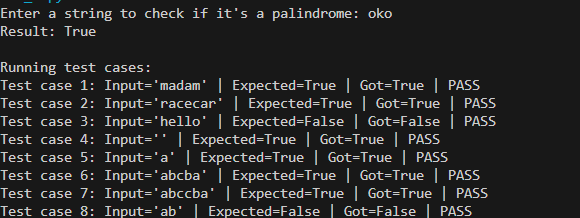 Enter a string to check if it's a palindrome: oko
Result: True

Running test cases:
Test case 1: Input='madam' | Expected=True | Got=True | PASS
Test case 2: Input='racecar' | Expected=True | Got=True | PASS
Test case 3: Input='hello' | Expected=False | Got=False | PASS
Test case 4: Input='' | Expected=True | Got=True | PASS
Test case 5: Input='a' | Expected=True | Got=True | PASS
Test case 6: Input='abcba' | Expected=True | Got=True | PASS
Test case 7: Input='abccba' | Expected=True | Got=True | PASS
Test case 8: Input='ab' | Expected=False | Got=False | PASS